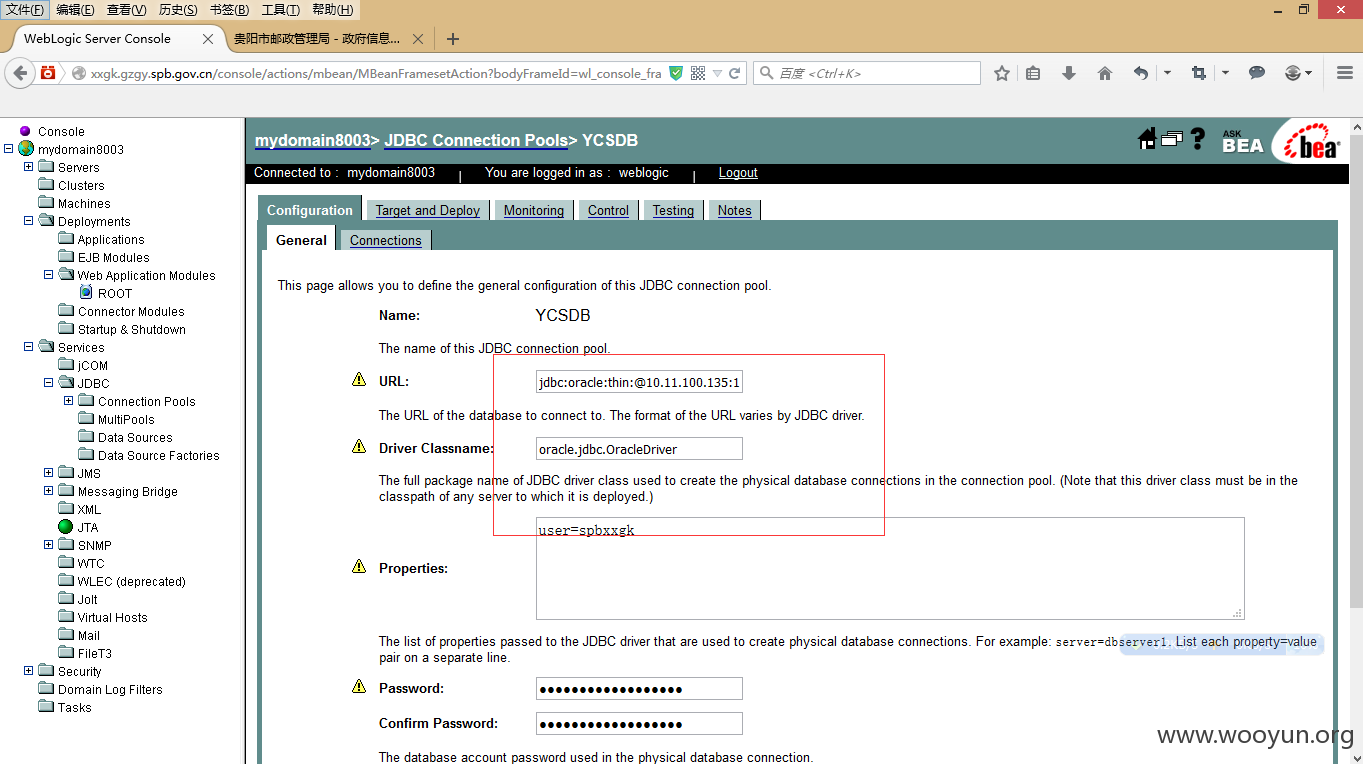 文件(F) 编辑(E) 查看(V) 历史(S) 书签(B) 工具(T) 帮助(H)
WebLogic Server Console
贵阳市邮政管理局 - 政府信息...
xxgk.gzgy.spb.gov.cn/console/actions/mbean/MBeanFramesetAction?bodyFrameId=wl_console_fra
百度 <Ctrl+K>
Console
mydomain8003
Servers
Clusters
Machines
Deployments
Applications
EJB Modules
Web Application Modules
ROOT
Connector Modules
Startup & Shutdown
Services
jCOM
JDBC
Connection Pools
MultiPools
Data Sources
Data Source Factories
JMS
Messaging Bridge
XML
JTA
SNMP
WTC
WLEC (deprecated)
Jolt
Virtual Hosts
Mail
FileT3
Security
Domain Log Filters
Tasks
mydomain8003> JDBC Connection Pools> YCSDB
ASK
BEA
bea
Connected to : mydomain8003 | You are logged in as : weblogic | Logout
Configuration Target and Deploy Monitoring Control Testing Notes
General Connections
This page allows you to define the general configuration of this JDBC connection pool.
Name: YCSDB
The name of this JDBC connection pool.
URL: jdbc:oracle:thin:@10.11.100.135:1
The URL of the database to connect to. The format of the URL varies by JDBC driver.
Driver Classname: oracle.jdbc.OracleDriver
The full package name of JDBC driver class used to create the physical database connections in the connection pool. (Note that this driver class must be in the
classpath of any server to which it is deployed.)
user=spbxxgk
Properties:
The list of properties passed to the JDBC driver that are used to create physical database connections. For example: server=dbserver1. List each property=value
pair on a separate line.
Password: ●●●●●●●●●●●●●●●●●●
Confirm Password: ●●●●●●●●●●●●●●●●●●
The database account password used in the physical database connection.
www.wooyun.org